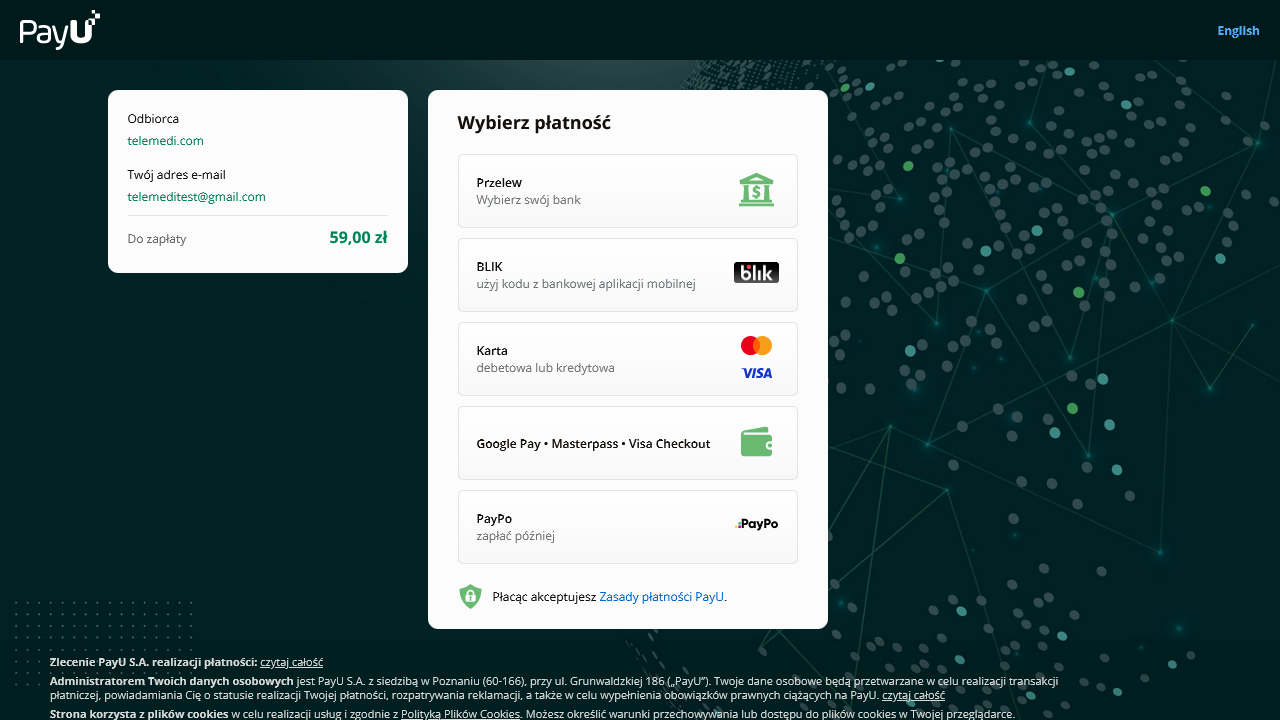 PayU
English
Odbiorca
telemedi.com
Twój adres e-mail
telemeditest@gmail.com
Do zapłaty 59,00 zł
Wybierz płatność
Przelew
Wybierz swój bank
$
BLIK
użyj kodu z bankowej aplikacji mobilnej
blik
Karta
debetowa lub kredytowa
VISA
Google Pay • Masterpass • Visa Checkout
PayPo
zapłać później
PayPo
Płacąc akceptujesz Zasady płatności PayU.
Zlecenie PayU S.A. realizacji płatności: czytaj całość
Administratorem Twoich danych osobowych jest PayU S.A. z siedzibą w Poznaniu (60-166), przy ul. Grunwaldzkiej 186 („PayU”). Twoje dane osobowe będą przetwarzane w celu realizacji transakcji
płatniczej, powiadamiania Cię o statusie realizacji Twojej płatności, rozpatrywania reklamacji, a także w celu wypełnienia obowiązków prawnych ciążących na PayU. czytaj całość
Strona korzysta z plików cookies w celu realizacji usług i zgodnie z Polityką Plików Cookies. Możesz określić warunki przechowywania lub dostępu do plików cookies w Twojej przeglądarce.